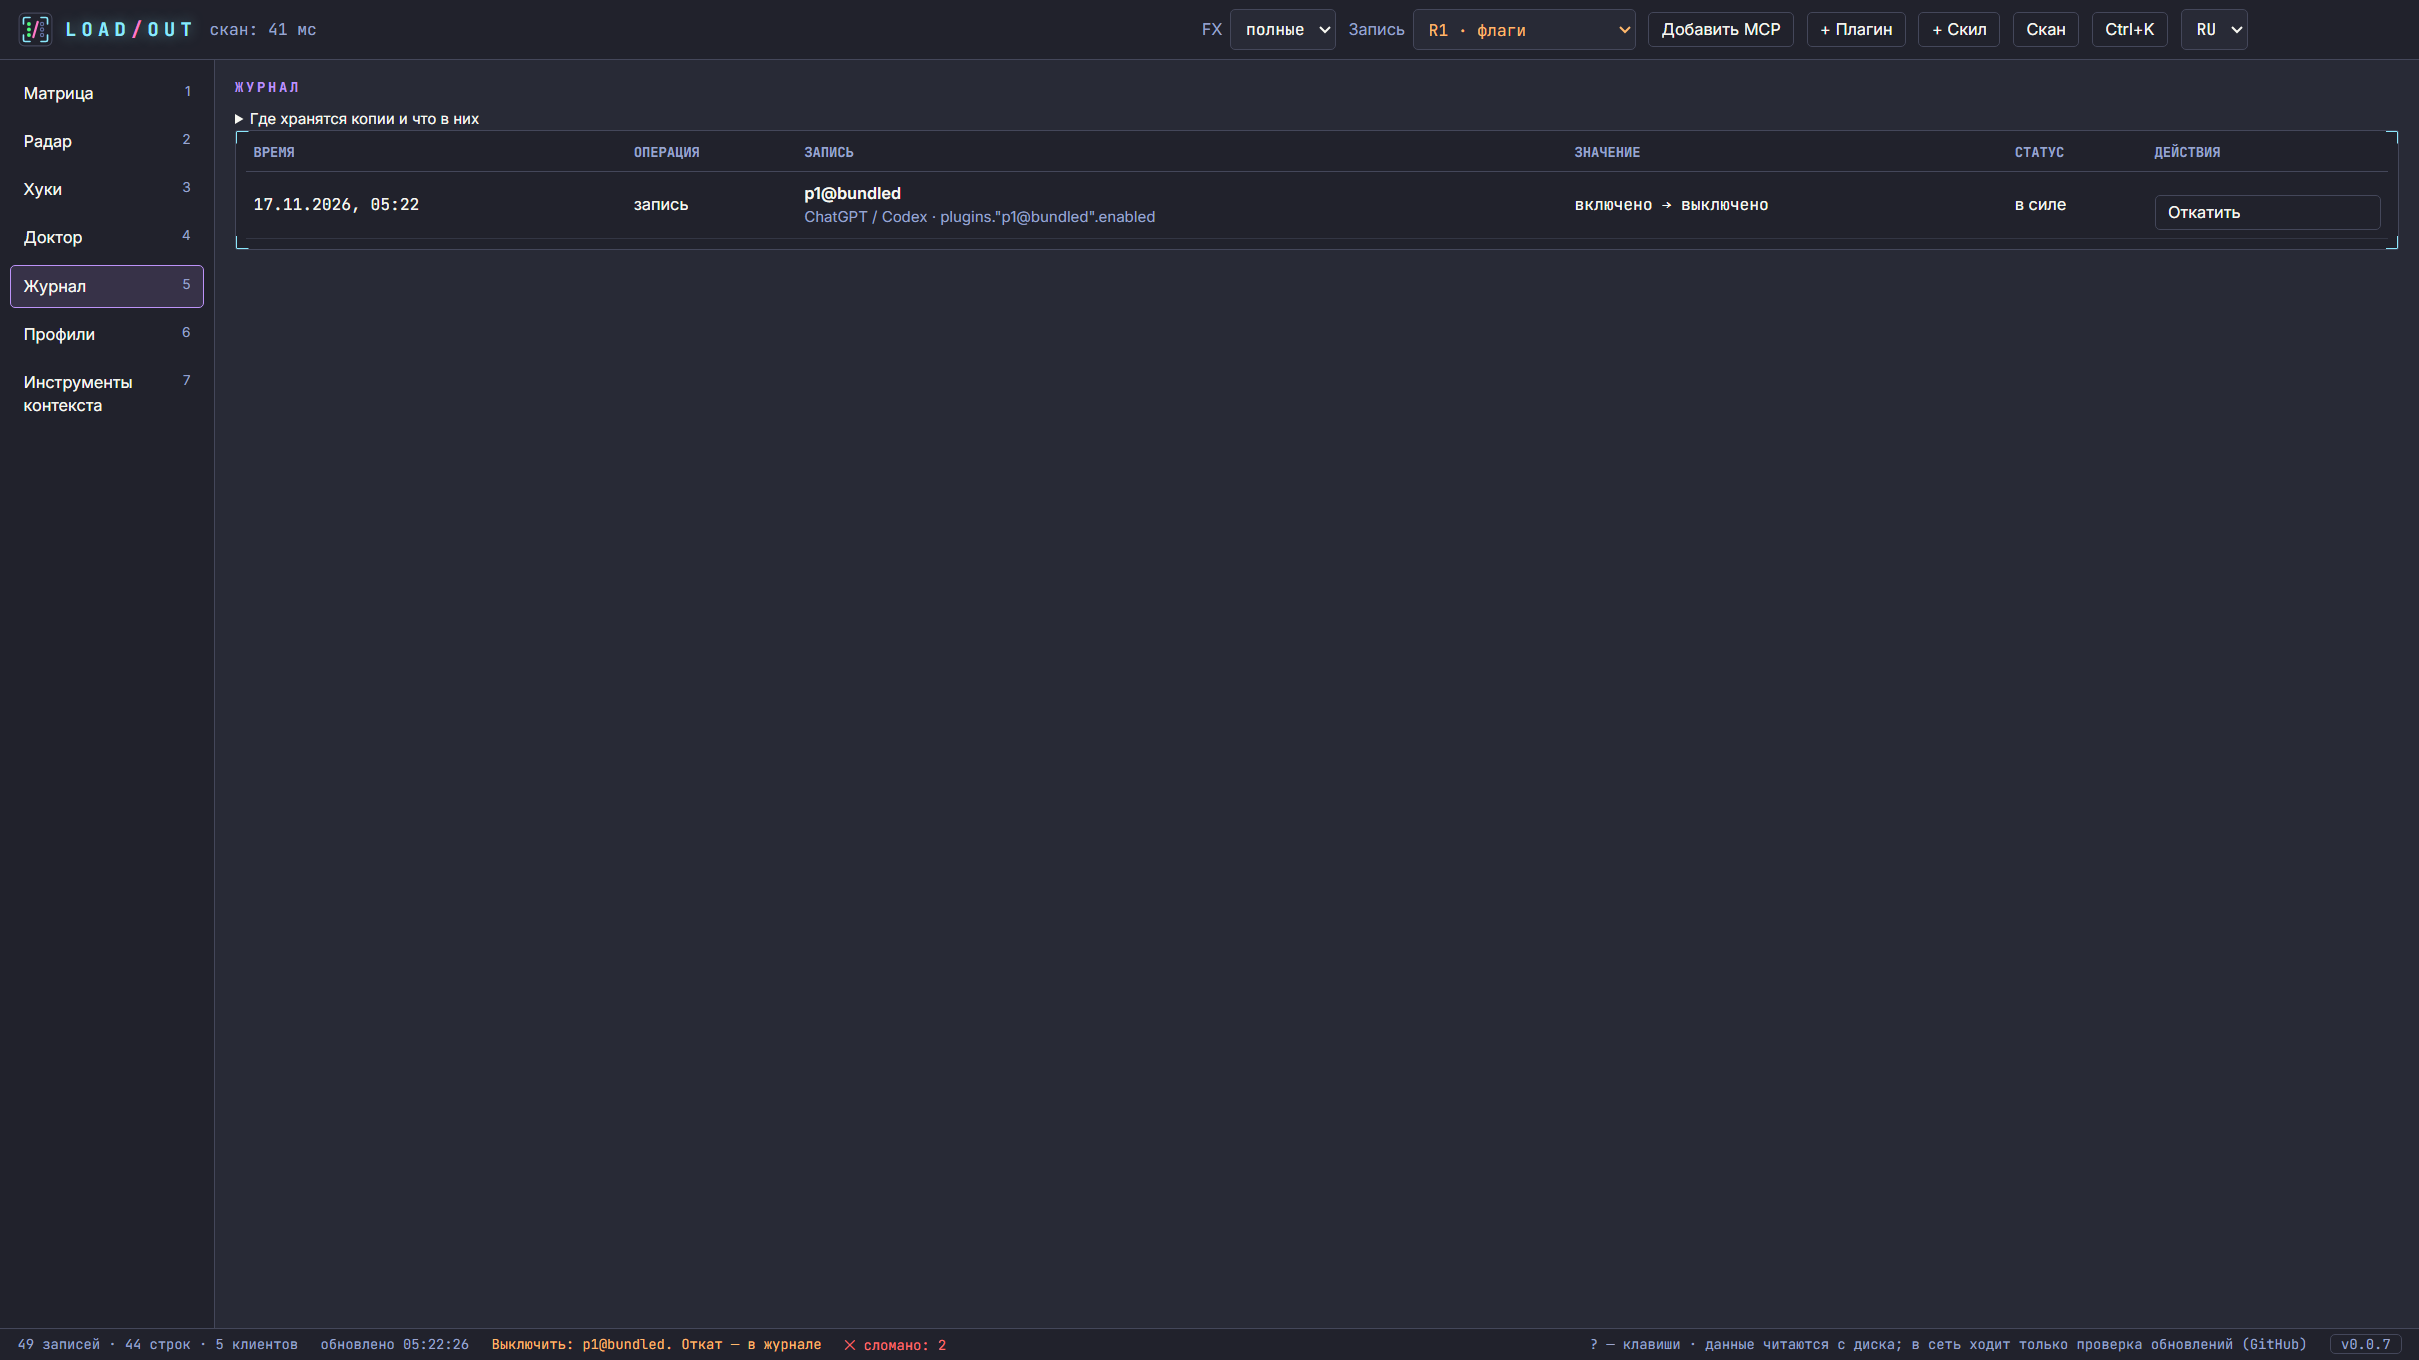 LOAD/OUT скан: 41 мс FX полные Запись R1 · флаги Добавить MCP + Плагин + Скил Скан Ctrl+K RU
Матрица 1
Радар 2
Хуки 3
Доктор 4
Журнал 5
Профили 6
Инструменты контекста 7
ЖУРНАЛ
Где хранятся копии и что в них
ВРЕМЯ ОПЕРАЦИЯ ЗАПИСЬ ЗНАЧЕНИЕ СТАТУС ДЕЙСТВИЯ
17.11.2026, 05:22 запись p1@bundled включено → выключено в силе Откатить
ChatGPT / Codex · plugins."p1@bundled".enabled
49 записей · 44 строк · 5 клиентов обновлено 05:22:26 Выключить: p1@bundled. Откат — в журнале ✕ сломано: 2 ? — клавиши · данные читаются с диска; в сеть ходит только проверка обновлений (GitHub) v0.0.7